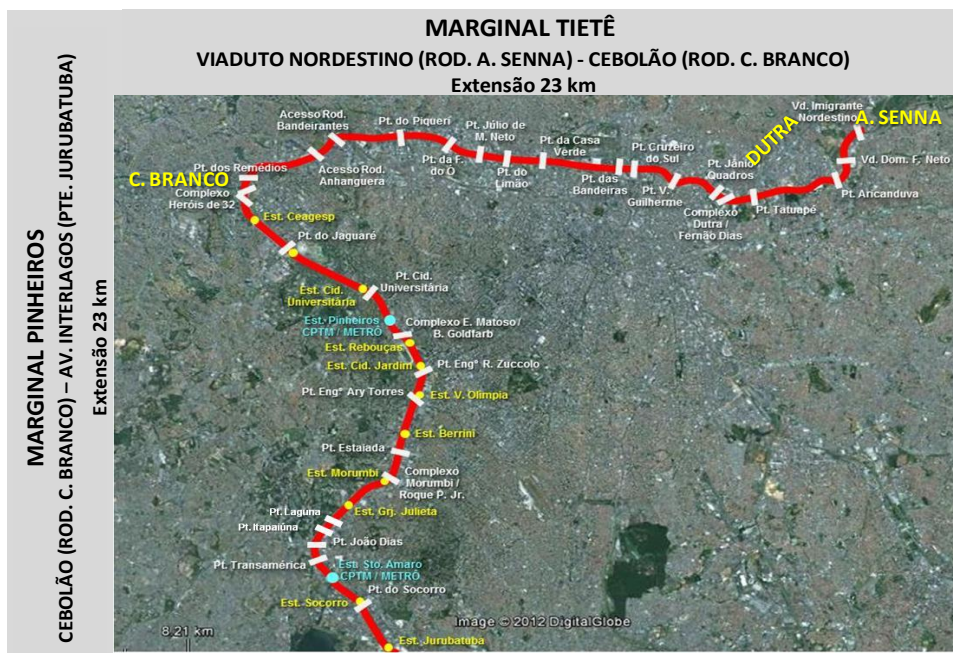 MARGINAL TIETÊ
VIADUTO NORDESTINO (ROD. A. SENNA) - CEBOLÃO (ROD. C. BRANCO)
Extensão 23 km
MARGINAL PINHEIROS
CEBOLÃO (ROD. C. BRANCO) – AV. INTERLAGOS (PTE. JURUBATUBA)
Extensão 23 km
Acesso Rod.
Bandeirantes
Pt. do Piqueri
Pt. Júlio de
M. Neto
Pt. da Casa
Verde
Pt. Cruzeiro
do Sul
DUTRA
Vd. Imigrante
Nordestino
A. SENNA
Pt. dos Remédios
Acesso Rod.
Anhanguera
Pt. da F.
do Ó
Pt. do
Limão
Pt. das
Bandeiras
Pt. V.
Guilherme
Pt. Jânio
Quadros
Vd. Dom. F. Neto
C. BRANCO
Complexo
Heróis de 32
Complexo
Dutra /
Fernão Dias
Pt. Tatuapé
Pt. Aricanduva
Est. Ceagesp
Pt. do Jaguaré
Pt. Cid.
Universitária
Est. Cid.
Universitária
Est. Pinheiros
CPTM / METRÔ
Complexo E. Matoso /
B. Goldfarb
Est. Rebouças
Est. Cid. Jardim
Pt. Engº R. Zuccolo
Pt. Engº Ary Torres
Est. V. Olimpia
Est. Berrini
Pt. Estaiada
Est. Morumbi
Complexo
Morumbi /
Roque P. Jr.
Pt. Laguna
Est. Grj. Julieta
Pt. Itapaiúna
Pt. João Dias
Pt. Transamérica
Est. Sto. Amaro
CPTM / METRÔ
Pt. do Socorro
Est. Socorro
Image © 2012 DigitalGlobe
8.21 km
Est. Jurubatuba